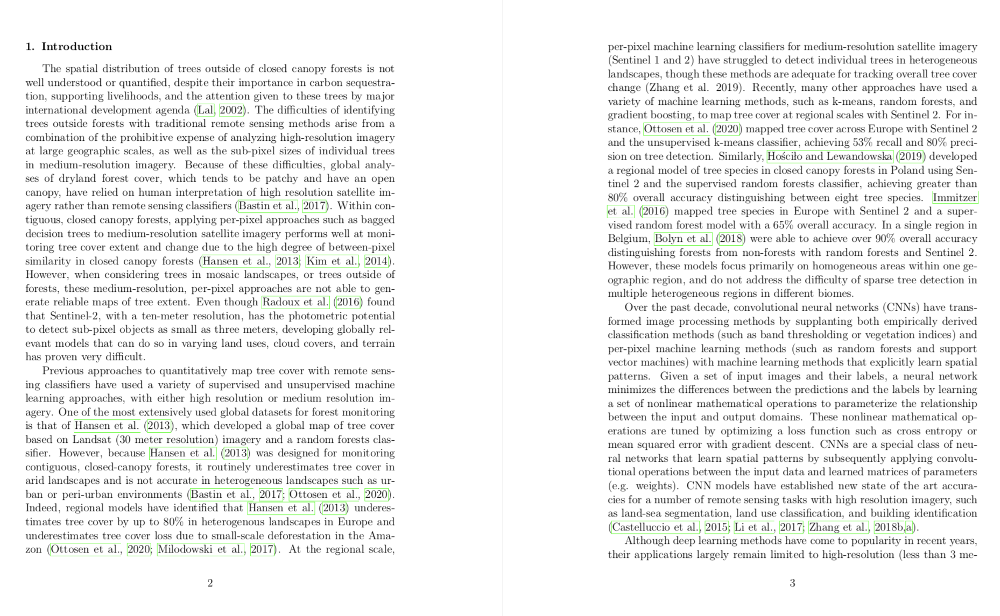 1. Introduction
The spatial distribution of trees outside of closed canopy forests is not
well understood or quantified, despite their importance in carbon sequestra-
tion, supporting livelihoods, and the attention given to these trees by major
international development agenda (Lal, 2002). The difficulties of identifying
trees outside forests with traditional remote sensing methods arise from a
combination of the prohibitive expense of analyzing high-resolution imagery
at large geographic scales, as well as the sub-pixel sizes of individual trees
in medium-resolution imagery. Because of these difficulties, global analy-
ses of dryland forest cover, which tends to be patchy and have an open
canopy, have relied on human interpretation of high resolution satellite im-
agery rather than remote sensing classifiers (Bastin et al., 2017). Within con-
tiguous, closed canopy forests, applying per-pixel approaches such as bagged
decision trees to medium-resolution satellite imagery performs well at moni-
toring tree cover extent and change due to the high degree of between-pixel
similarity in closed canopy forests (Hansen et al., 2013; Kim et al., 2014).
However, when considering trees in mosaic landscapes, or trees outside of
forests, these medium-resolution, per-pixel approaches are not able to gen-
erate reliable maps of tree extent. Even though Radoux et al. (2016) found
that Sentinel-2, with a ten-meter resolution, has the photometric potential
to detect sub-pixel objects as small as three meters, developing globally rel-
evant models that can do so in varying land uses, cloud covers, and terrain
has proven very difficult.
Previous approaches to quantitatively map tree cover with remote sens-
ing classifiers have used a variety of supervised and unsupervised machine
learning approaches, with either high resolution or medium resolution im-
agery. One of the most extensively used global datasets for forest monitoring
is that of Hansen et al. (2013), which developed a global map of tree cover
based on Landsat (30 meter resolution) imagery and a random forests clas-
sifier. However, because Hansen et al. (2013) was designed for monitoring
contiguous, closed-canopy forests, it routinely underestimates tree cover in
arid landscapes and is not accurate in heterogeneous landscapes such as ur-
ban or peri-urban environments (Bastin et al., 2017; Ottosen et al., 2020).
Indeed, regional models have identified that Hansen et al. (2013) underes-
timates tree cover by up to 80% in heterogenous landscapes in Europe and
underestimates tree cover loss due to small-scale deforestation in the Ama-
zon (Ottosen et al., 2020; Milodowski et al., 2017). At the regional scale,
2
per-pixel machine learning classifiers for medium-resolution satellite imagery
(Sentinel 1 and 2) have struggled to detect individual trees in heterogeneous
landscapes, though these methods are adequate for tracking overall tree cover
change (Zhang et al. 2019). Recently, many other approaches have used a
variety of machine learning methods, such as k-means, random forests, and
gradient boosting, to map tree cover at regional scales with Sentinel 2. For in-
stance, Ottosen et al. (2020) mapped tree cover across Europe with Sentinel 2
and the unsupervised k-means classifier, achieving 53% recall and 80% preci-
sion on tree detection. Similarly, Hościło and Lewandowska (2019) developed
a regional model of tree species in closed canopy forests in Poland using Sen-
tinel 2 and the supervised random forests classifier, achieving greater than
80% overall accuracy distinguishing between eight tree species. Immitzer
et al. (2016) mapped tree species in Europe with Sentinel 2 and a super-
vised random forest model with a 65% overall accuracy. In a single region in
Belgium, Bolyn et al. (2018) were able to achieve over 90% overall accuracy
distinguishing forests from non-forests with random forests and Sentinel 2.
However, these models focus primarily on homogeneous areas within one ge-
ographic region, and do not address the difficulty of sparse tree detection in
multiple heterogeneous regions in different biomes.
Over the past decade, convolutional neural networks (CNNs) have trans-
formed image processing methods by supplanting both empirically derived
classification methods (such as band thresholding or vegetation indices) and
per-pixel machine learning methods (such as random forests and support
vector machines) with machine learning methods that explicitly learn spatial
patterns. Given a set of input images and their labels, a neural network
minimizes the differences between the predictions and the labels by learning
a set of nonlinear mathematical operations to parameterize the relationship
between the input and output domains. These nonlinear mathematical op-
erations are tuned by optimizing a loss function such as cross entropy or
mean squared error with gradient descent. CNNs are a special class of neu-
ral networks that learn spatial patterns by subsequently applying convolu-
tional operations between the input data and learned matrices of parameters
(e.g. weights). CNN models have established new state of the art accura-
cies for a number of remote sensing tasks with high resolution imagery, such
as land-sea segmentation, land use classification, and building identification
(Castelluccio et al., 2015; Li et al., 2017; Zhang et al., 2018b,a).
Although deep learning methods have come to popularity in recent years,
their applications largely remain limited to high-resolution (less than 3 me-
3